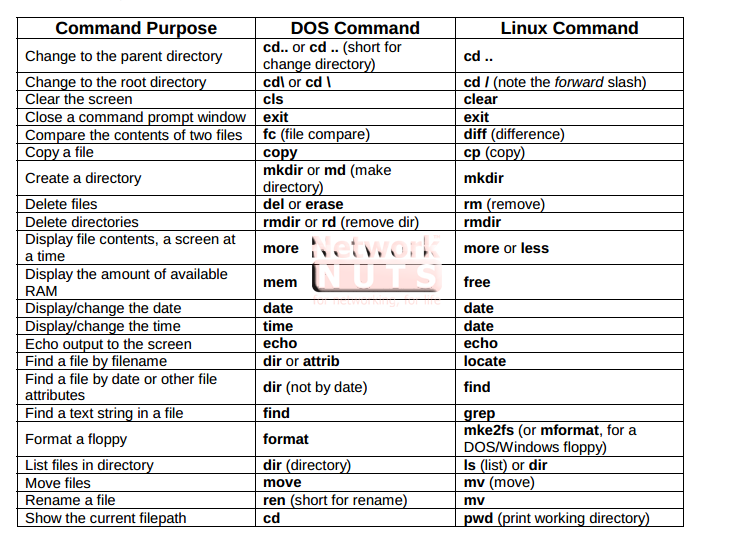 Command Purpose DOS Command Linux Command
Change to the parent directory cd.. or cd .. (short for change directory) cd ..
Change to the root directory cd\ or cd \ cd / (note the forward slash)
Clear the screen cls clear
Close a command prompt window exit exit
Compare the contents of two files fc (file compare) diff (difference)
Copy a file copy cp (copy)
Create a directory mkdir or md (make directory) mkdir
Delete files del or erase rm (remove)
Delete directories rmdir or rd (remove dir) rmdir
Display file contents, a screen at a time more more or less
Network
NUTS
Display the amount of available RAM mem free
Display/change the date date date
Display/change the time time date
Echo output to the screen echo echo
Find a file by filename dir or attrib locate
Find a file by date or other file attributes dir (not by date) find
Find a text string in a file find grep
Format a floppy format mke2fs (or mformat, for a DOS/Windows floppy)
List files in directory dir (directory) ls (list) or dir
Move files move mv (move)
Rename a file ren (short for rename) mv
Show the current filepath cd pwd (print working directory)